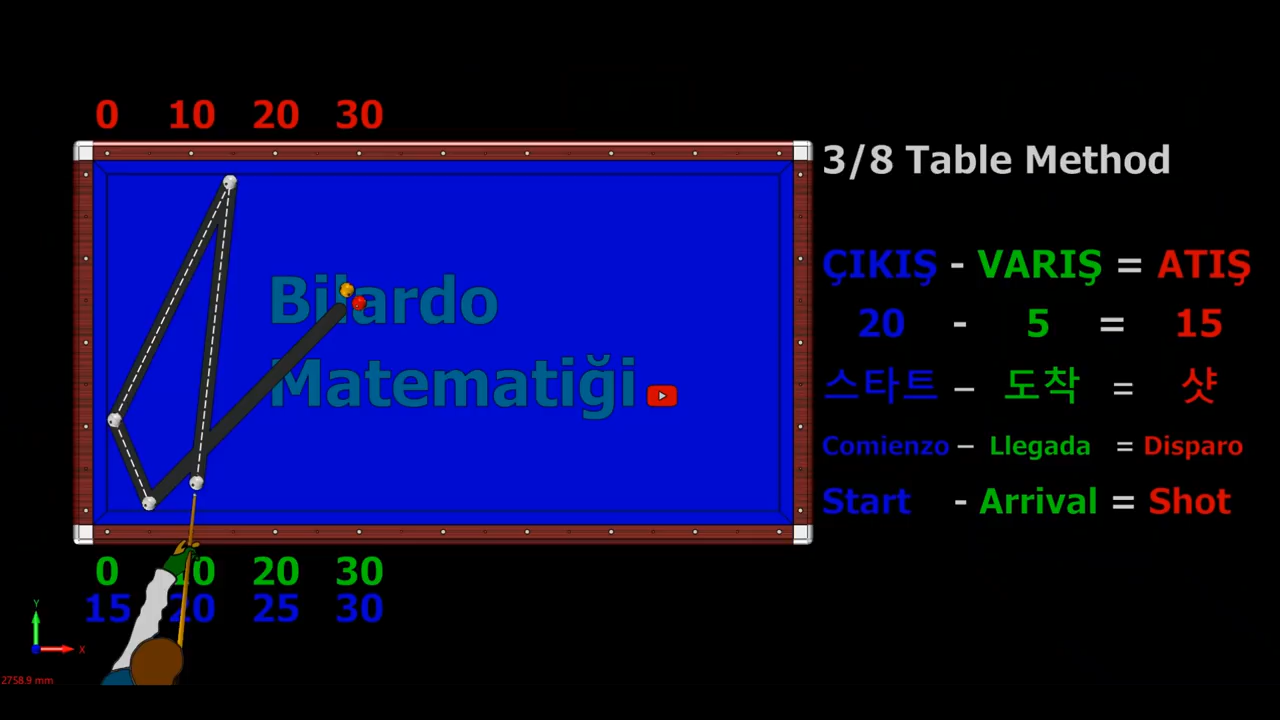 0 10 20 30
3/8 Table Method
ÇIKIŞ - VARIŞ = ATIŞ
20 - 5 = 15
스타트 – 도착 = 샷
Comienzo – Llegada = Disparo
Start - Arrival = Shot
Bilardo
Matematiği
0 10 20 30
15 20 25 30
Y
X
2758.9 mm